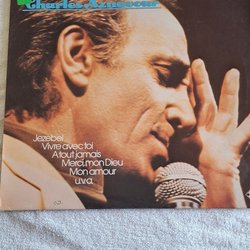 Charles Aznavour
Jezebel
Vivre avec toi
A tout jamais
Merci, mon Dieu
Mon amour
u.v.a.